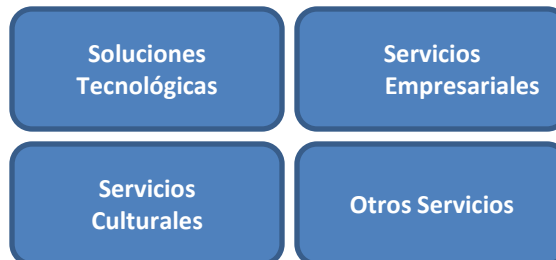 Soluciones
Tecnológicas
Servicios
Empresariales
Servicios
Culturales
Otros Servicios